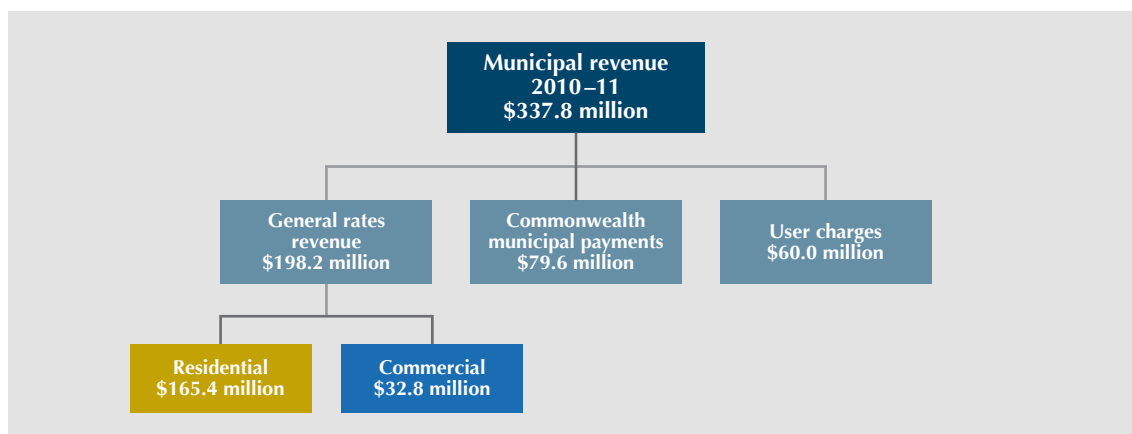 Municipal revenue
2010–11
$337.8 million
General rates
revenue
$198.2 million
Commonwealth
municipal payments
$79.6 million
User charges
$60.0 million
Residential
$165.4 million
Commercial
$32.8 million